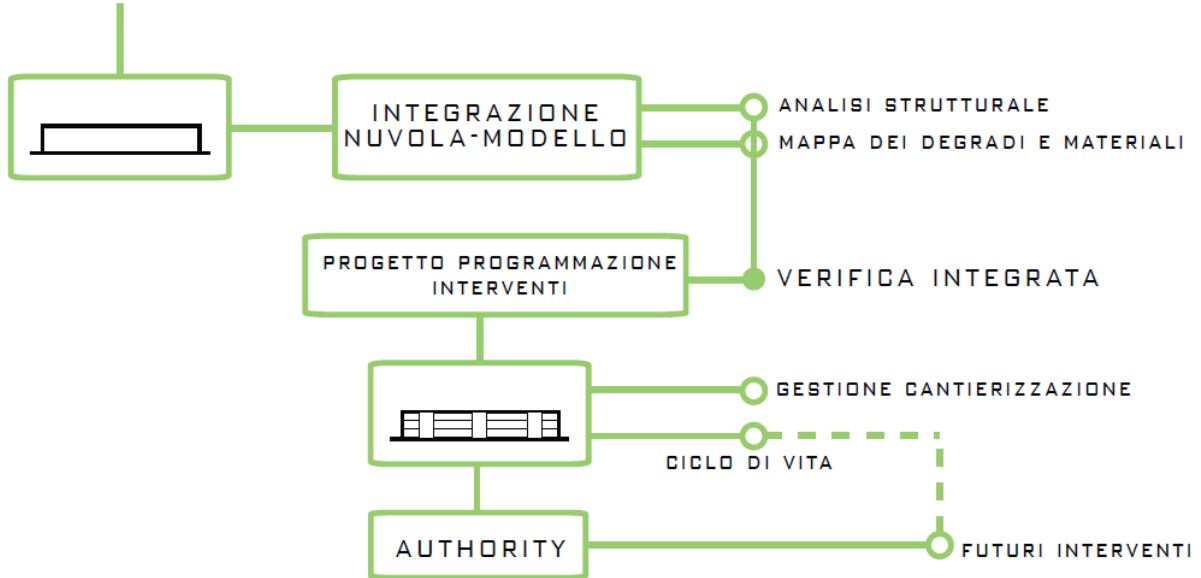 INTEGRAZIONE
NUVOLA-MODELLO
ANALISI STRUTTURALE
MAPPA DEI DEGRADI E MATERIALI
PROGETTO PROGRAMMAZIONE
INTERVENTI
VERIFICA INTEGRATA
GESTIONE CANTIERIZZAZIONE
CICLO DI VITA
AUTHORITY
FUTURI INTERVENTI